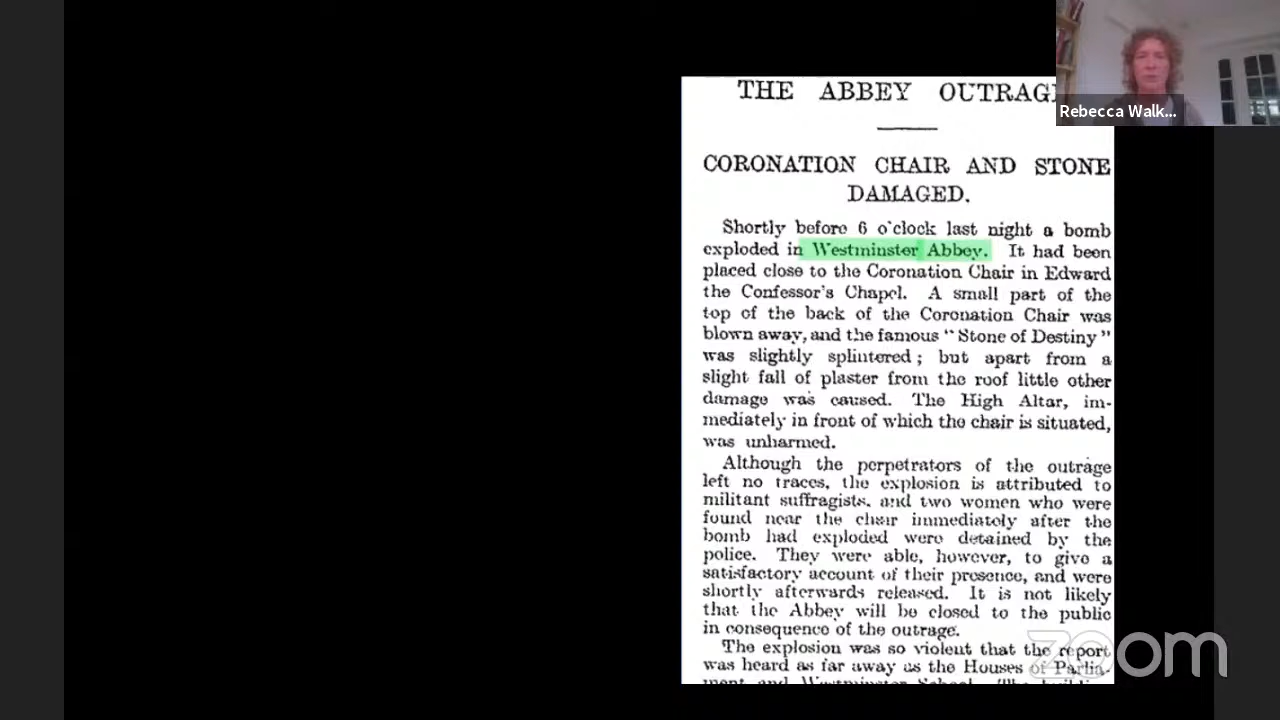 THE ABBEY OUTRAG
CORONATION CHAIR AND STONE
DAMAGED.
Shortly before 6 o'clock last night a bomb
exploded in Westminster Abbey. It had been
placed close to the Coronation Chair in Edward
the Confessor's Chapel. A small part of the
top of the back of the Coronation Chair was
blown away, and the famous "Stone of Destiny"
was slightly splintered; but apart from a
slight fall of plaster from the roof little other
damage was caused. The High Altar, im-
mediately in front of which the chair is situated,
was unharmed.
Although the perpetrators of the outrage
left no traces, the explosion is attributed to
militant suffragists, and two women who were
found near the chair immediately after the
bomb had exploded were detained by the
police. They were able, however, to give a
satisfactory account of their presence, and were
shortly afterwards released. It is not likely
that the Abbey will be closed to the public
in consequence of the outrage.
The explosion was so violent that the report
was heard as far away as the Houses of Parlia-
ment and Westminster School. The
Rebecca Walk...
zoom